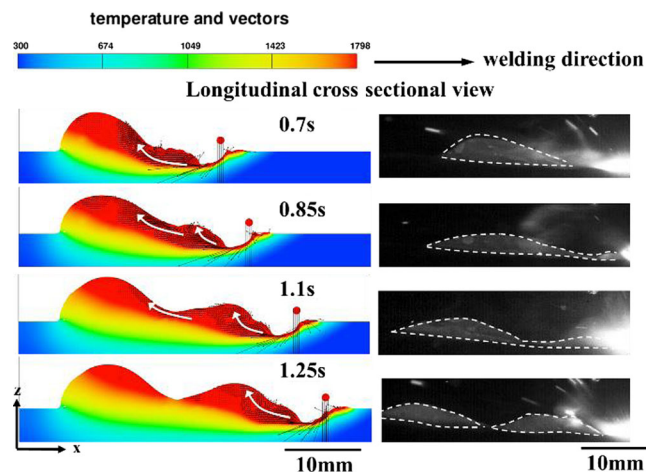 temperature and vectors
300 674 1049 1423 1798
welding direction
Longitudinal cross sectional view
0.7s
0.85s
1.1s
1.25s
z
x
10mm
10mm